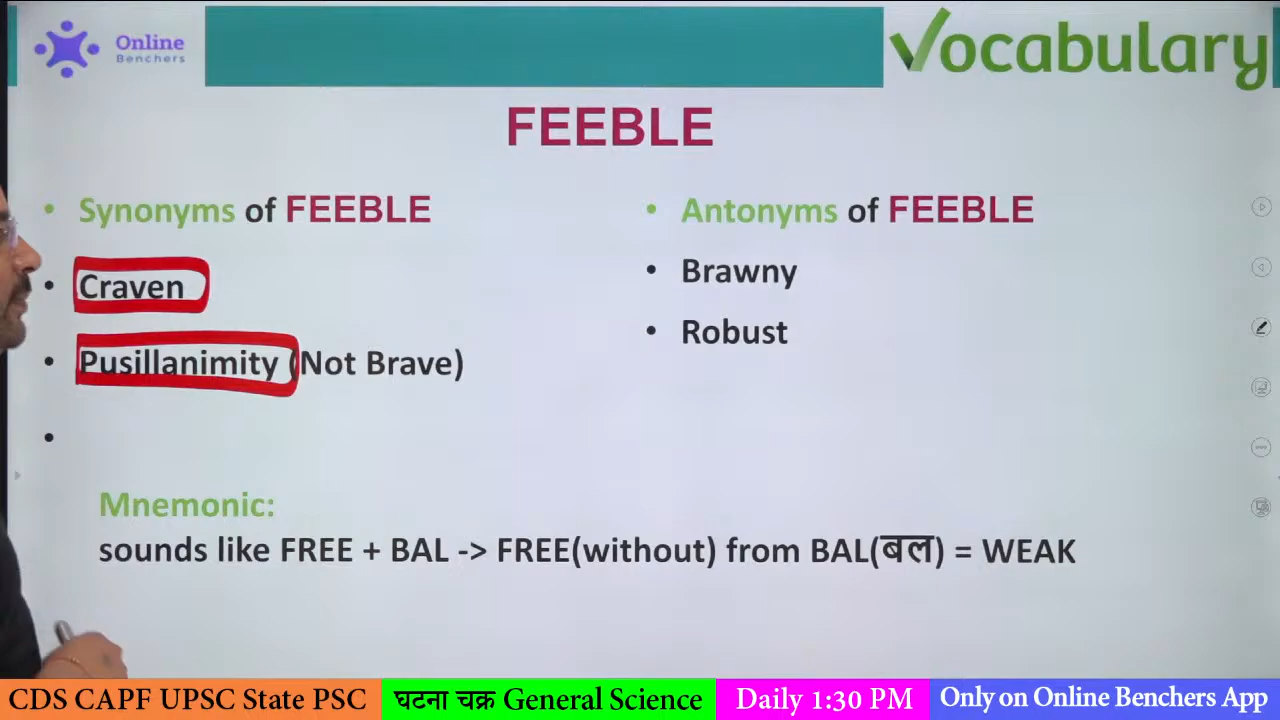 Online
Benchers
Vocabulary
FEEBLE
• Synonyms of FEEBLE
• Craven
• Pusillanimity (Not Brave)
•
• Antonyms of FEEBLE
• Brawny
• Robust
Mnemonic:
sounds like FREE + BAL -> FREE(without) from BAL(बल) = WEAK
CDS CAPF UPSC State PSC
घटना चक्र General Science
Daily 1:30 PM
Only on Online Benchers App